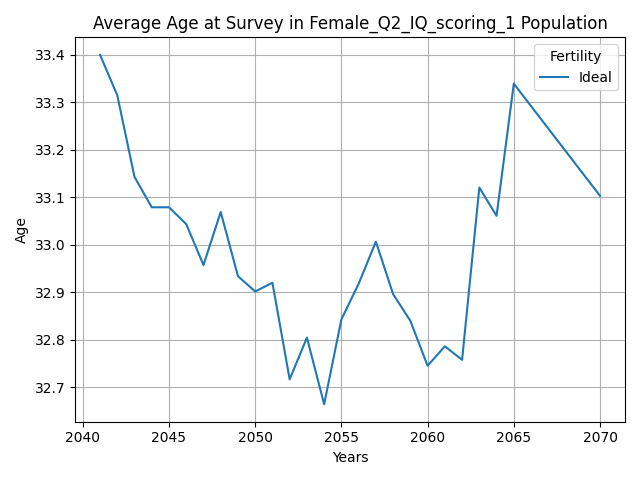 Average Age at Survey in Female_Q2_IQ_scoring_1 Population
Fertility
Ideal
33.4
33.3
33.2
33.1
33.0
32.9
32.8
32.7
Age
2040 2045 2050 2055 2060 2065 2070
Years